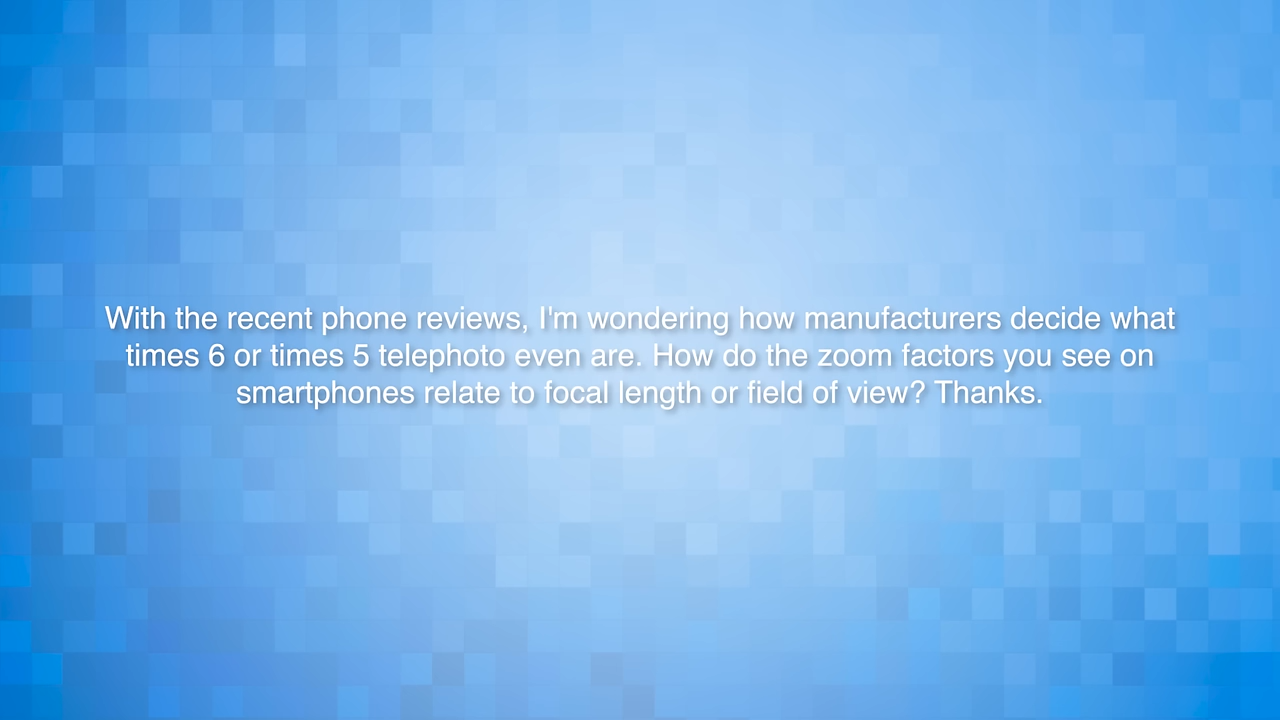 With the recent phone reviews, I'm wondering how manufacturers decide what
times 6 or times 5 telephoto even are. How do the zoom factors you see on
smartphones relate to focal length or field of view? Thanks.